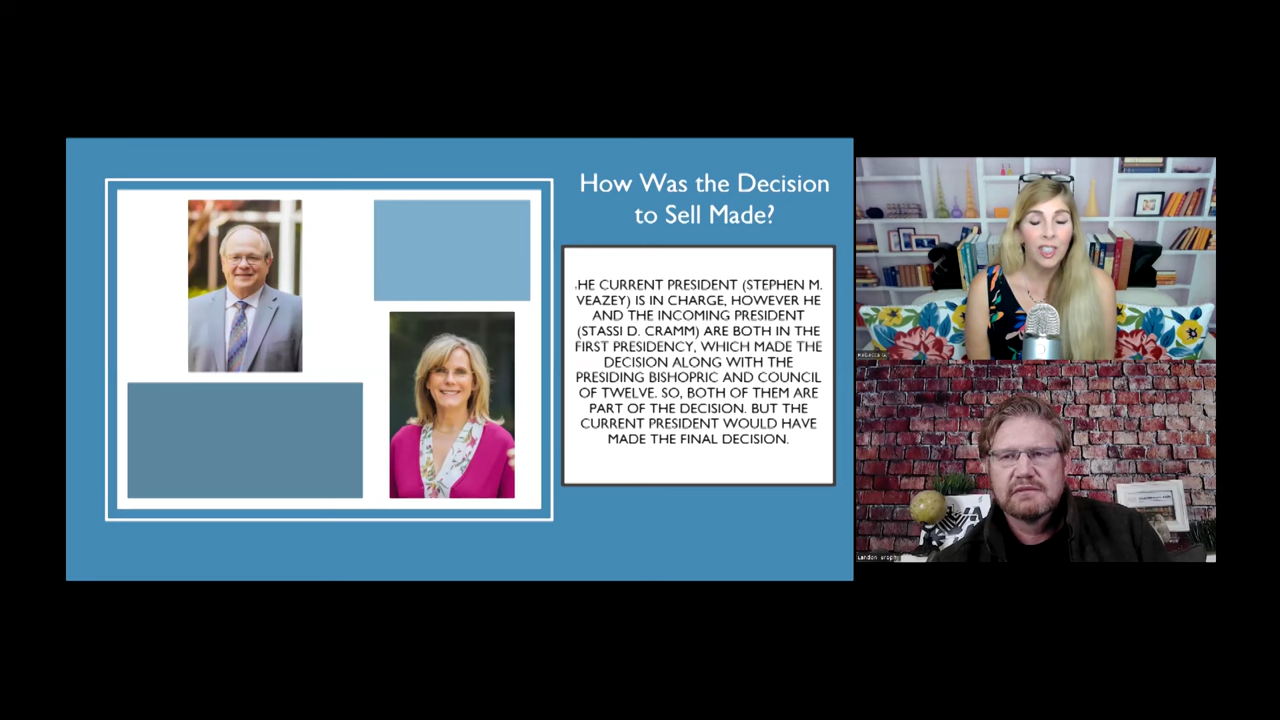 How Was the Decision
to Sell Made?
HE CURRENT PRESIDENT (STEPHEN M.
VEAZEY) IS IN CHARGE, HOWEVER HE
AND THE INCOMING PRESIDENT
(STASSI D. CRAMM) ARE BOTH IN THE
FIRST PRESIDENCY, WHICH MADE THE
DECISION ALONG WITH THE
PRESIDING BISHOPRIC AND COUNCIL
OF TWELVE. SO, BOTH OF THEM ARE
PART OF THE DECISION. BUT THE
CURRENT PRESIDENT WOULD HAVE
MADE THE FINAL DECISION.
Landon